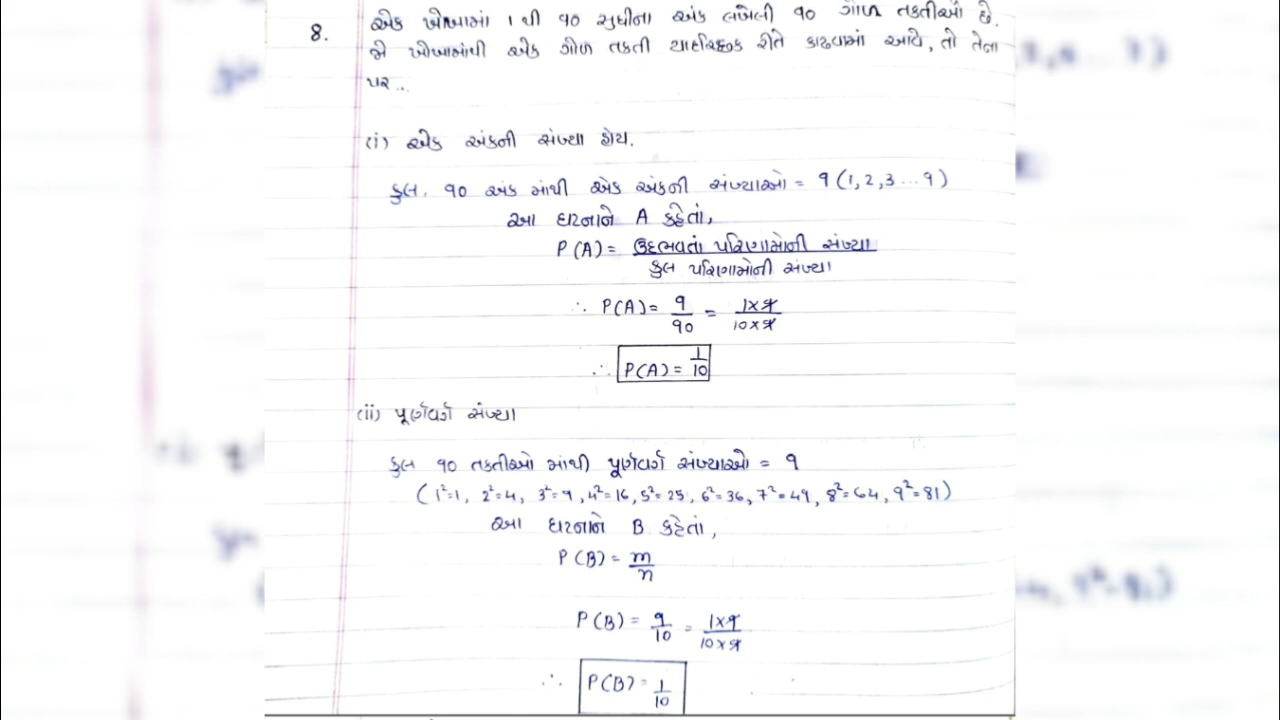 8. એક ખોખામાં 1 થી 90 સુધીના અંક લખેલી 90 ગોળ તકતીઓ છે.
જો ખોખામાંથી એક ગોળ તકતી યાદચ્છિક રીતે કાઢવામાં આવે, તો તેના
પર..
(i) એક અંકની સંખ્યા હોય.
કુલ. 90 અંક માંથી એક અંકની સંખ્યાઓ = 9 (1, 2, 3 ... 9)
આ ઘટનાને A કહેતાં,
P(A) = ઉદભવતાં પરિણામોની સંખ્યા / કુલ પરિણામોની સંખ્યા
∴ P(A) = 9/90 = 1×9/10×9
∴ P(A) = 1/10
(ii) પૂર્ણવર્ગ સંખ્યા
કુલ 90 તકતીઓ માંથી પૂર્ણવર્ગ સંખ્યાઓ = 9
(1²=1, 2²=4, 3²=9, 4²=16, 5²=25, 6²=36, 7²=49, 8²=64, 9²=81)
આ ઘટનાને B કહેતાં,
P(B) = m/n
P(B) = 9/10 = 1×9/10×9
∴ P(B) = 1/10